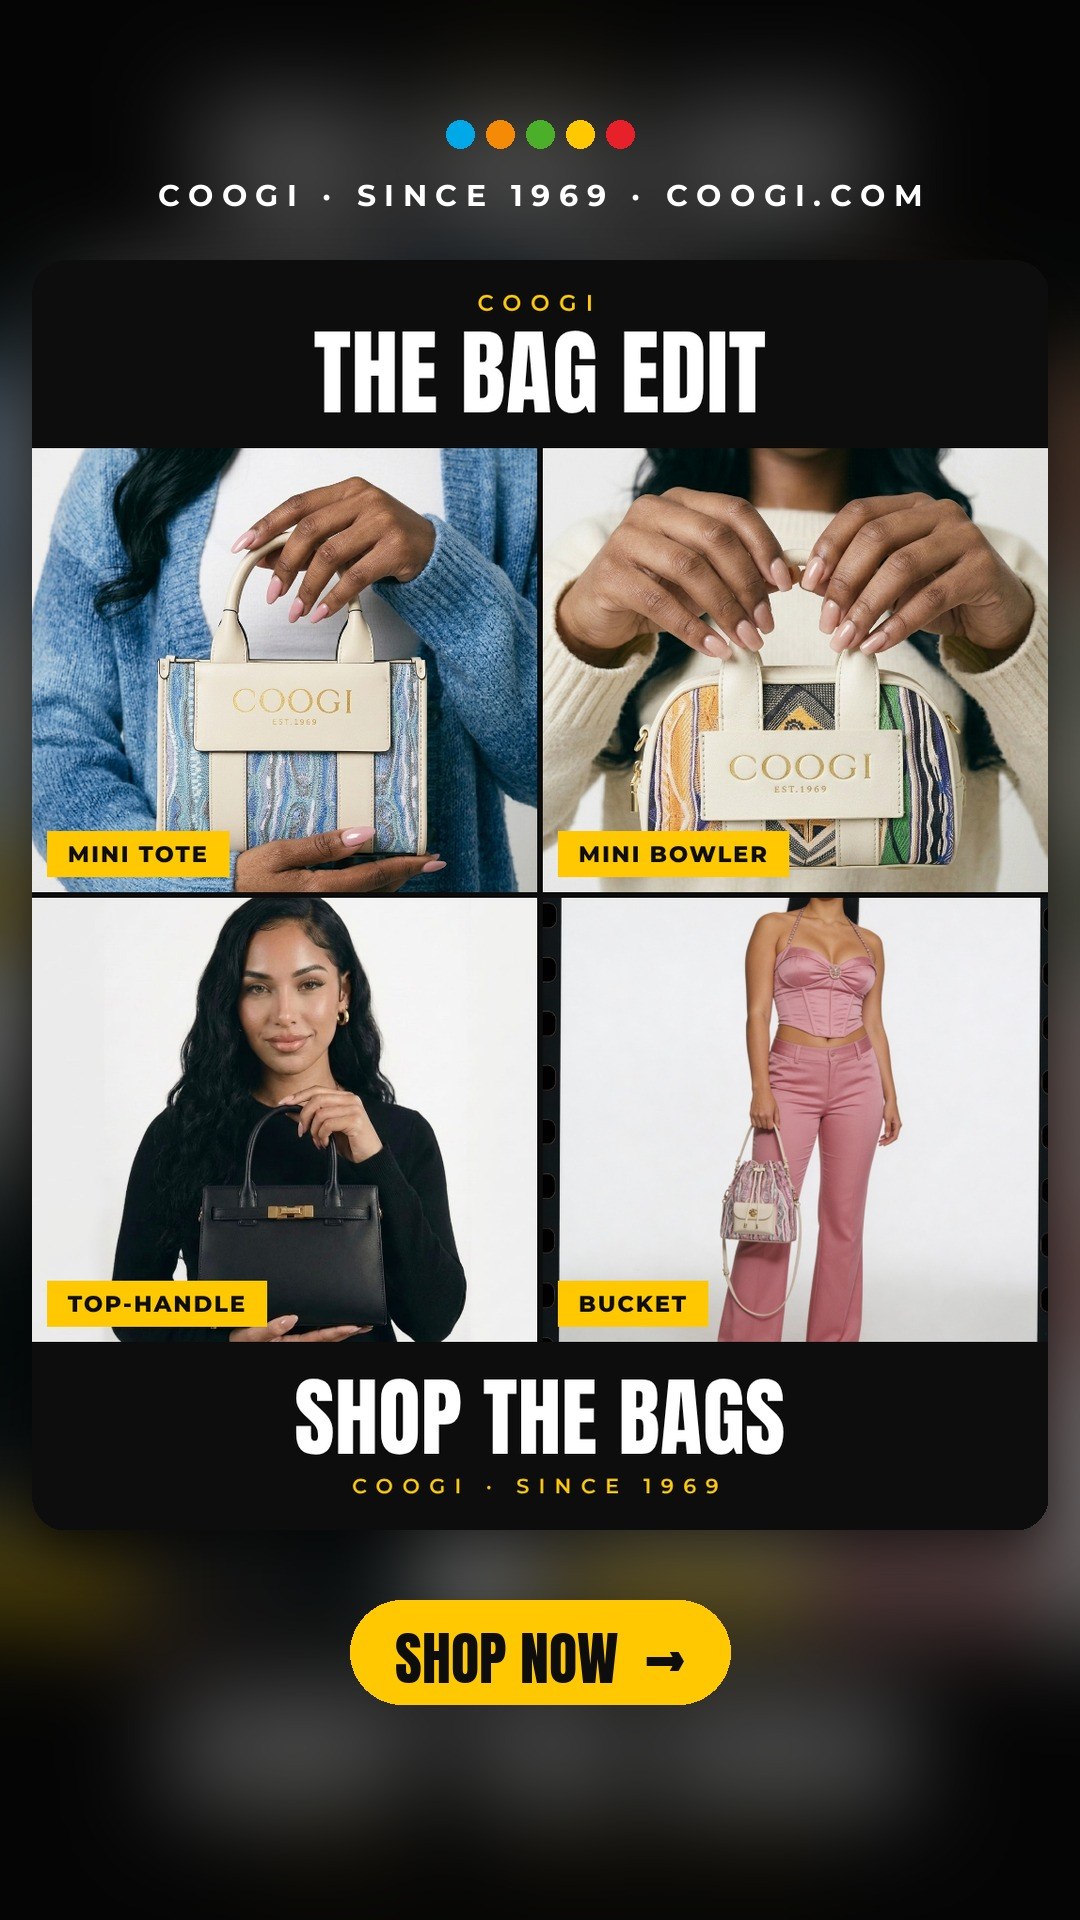 COOGI · SINCE 1969 · COOGI.COM
COOGI
THE BAG EDIT
COOGI
EST.1969
MINI TOTE
COOGI
EST.1969
MINI BOWLER
TOP-HANDLE
BUCKET
SHOP THE BAGS
COOGI · SINCE 1969
SHOP NOW →